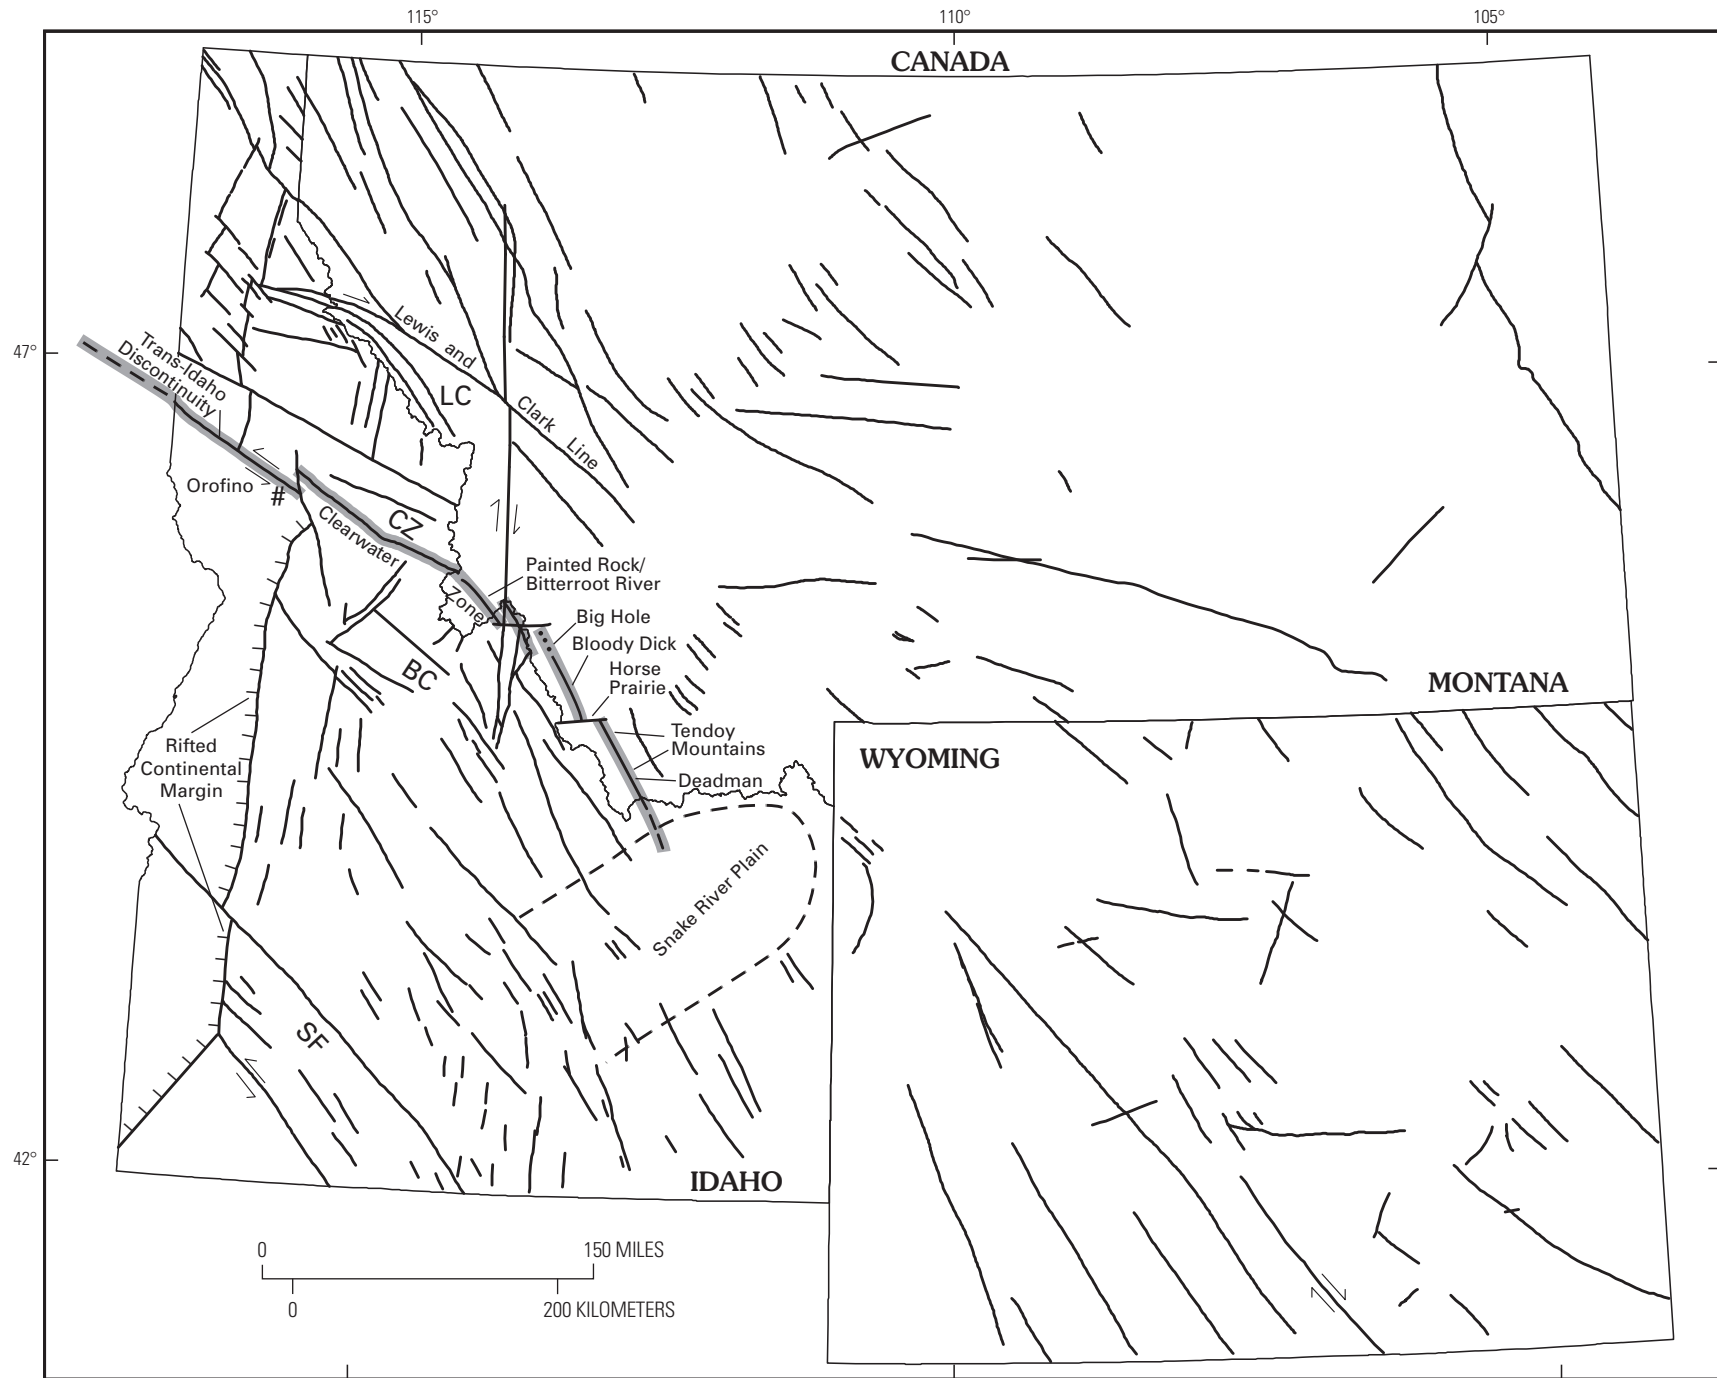 115°
110°
105°
CANADA
47°
Trans-Idaho
Discontinuity
Lewis and
Clark Line
LC
Orofino
#
CZ
Clearwater
Zone
Painted Rock/
Bitterroot River
Big Hole
Bloody Dick
Horse
Prairie
BC
MONTANA
Rifted
Continental
Margin
Tendoy
Mountains
Deadman
WYOMING
Snake River Plain
SF
42°
IDAHO
0
150 MILES
0
200 KILOMETERS